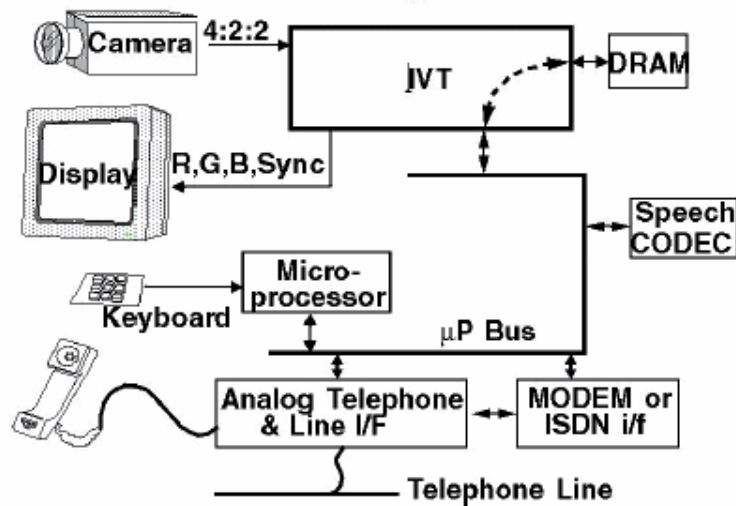 Camera
4:2:2
IVT
DRAM
Display
R,G,B,Sync
Speech
CODEC
Micro-
processor
Keyboard
μP Bus
Analog Telephone
& Line I/F
MODEM or
ISDN i/f
Telephone Line